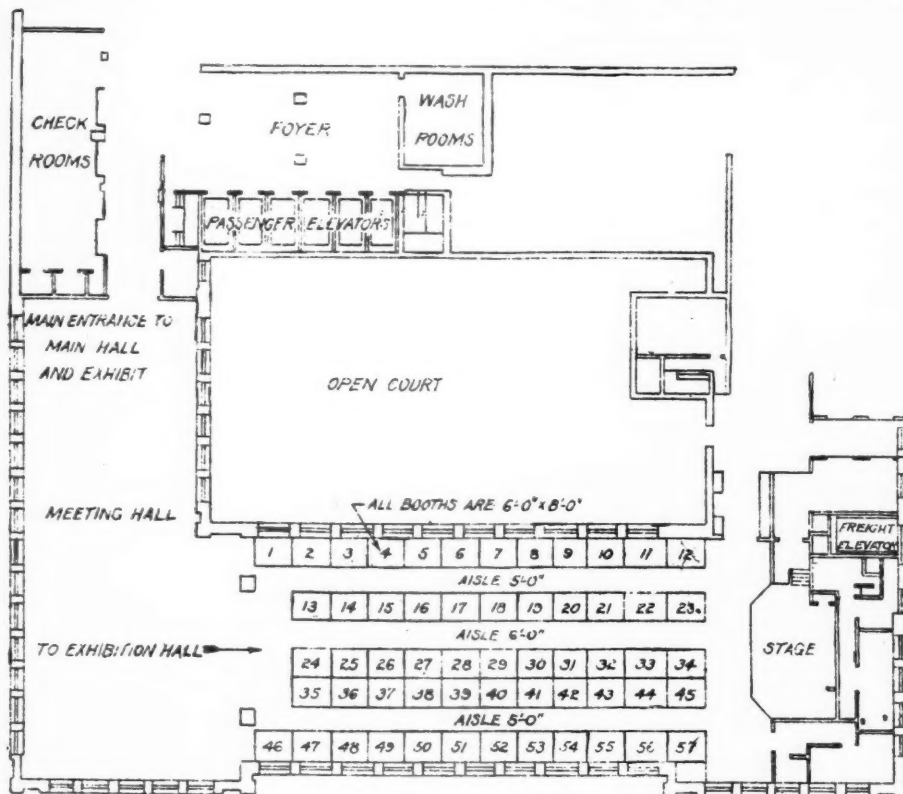 CHECK
ROOMS
FOYER
WASH
ROOMS
PASSENGER ELEVATORS
MAIN ENTRANCE TO
MAIN HALL
AND EXHIBIT
OPEN COURT
MEETING HALL
ALL BOOTHS ARE 6'-0" x 8'-0"
FREIGHT
ELEVATOR
1 2 3 4 5 6 7 8 9 10 11 12
AISLE 5'-0"
13 14 15 16 17 18 19 20 21 22 23
AISLE 6'-0"
TO EXHIBITION HALL
STAGE
24 25 26 27 28 29 30 31 32 33 34
35 36 37 38 39 40 41 42 43 44 45
AISLE 5'-0"
46 47 48 49 50 51 52 53 54 55 56 57